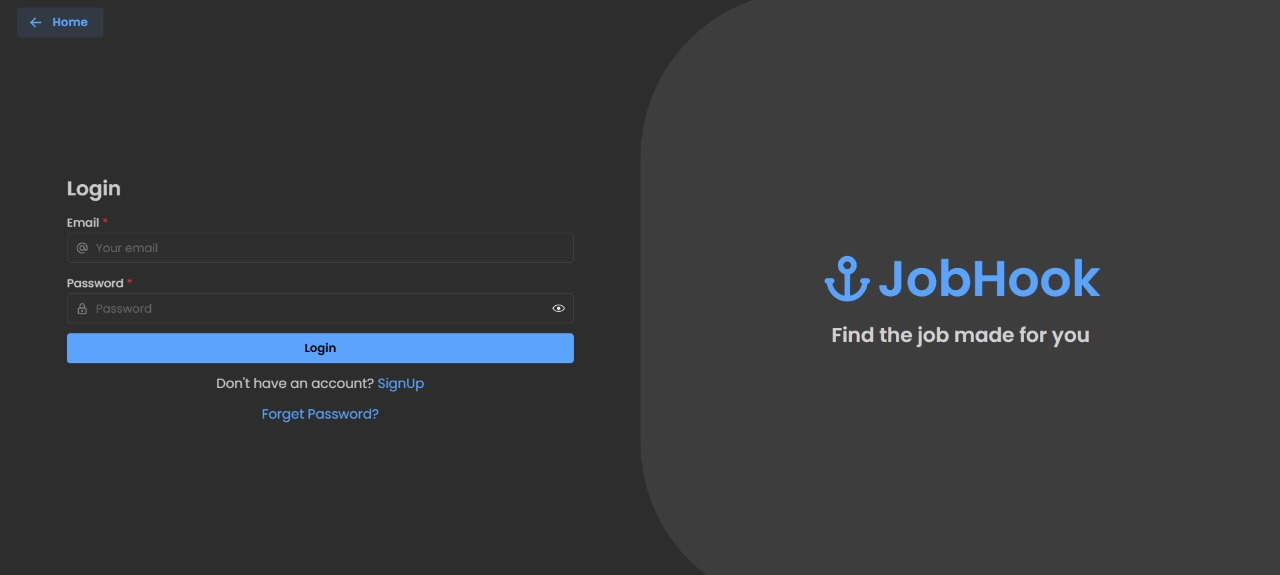 Home
Login
Email *
@ Your email
Password *
Password
Login
Don't have an account? SignUp
Forget Password?
JobHook
Find the job made for you